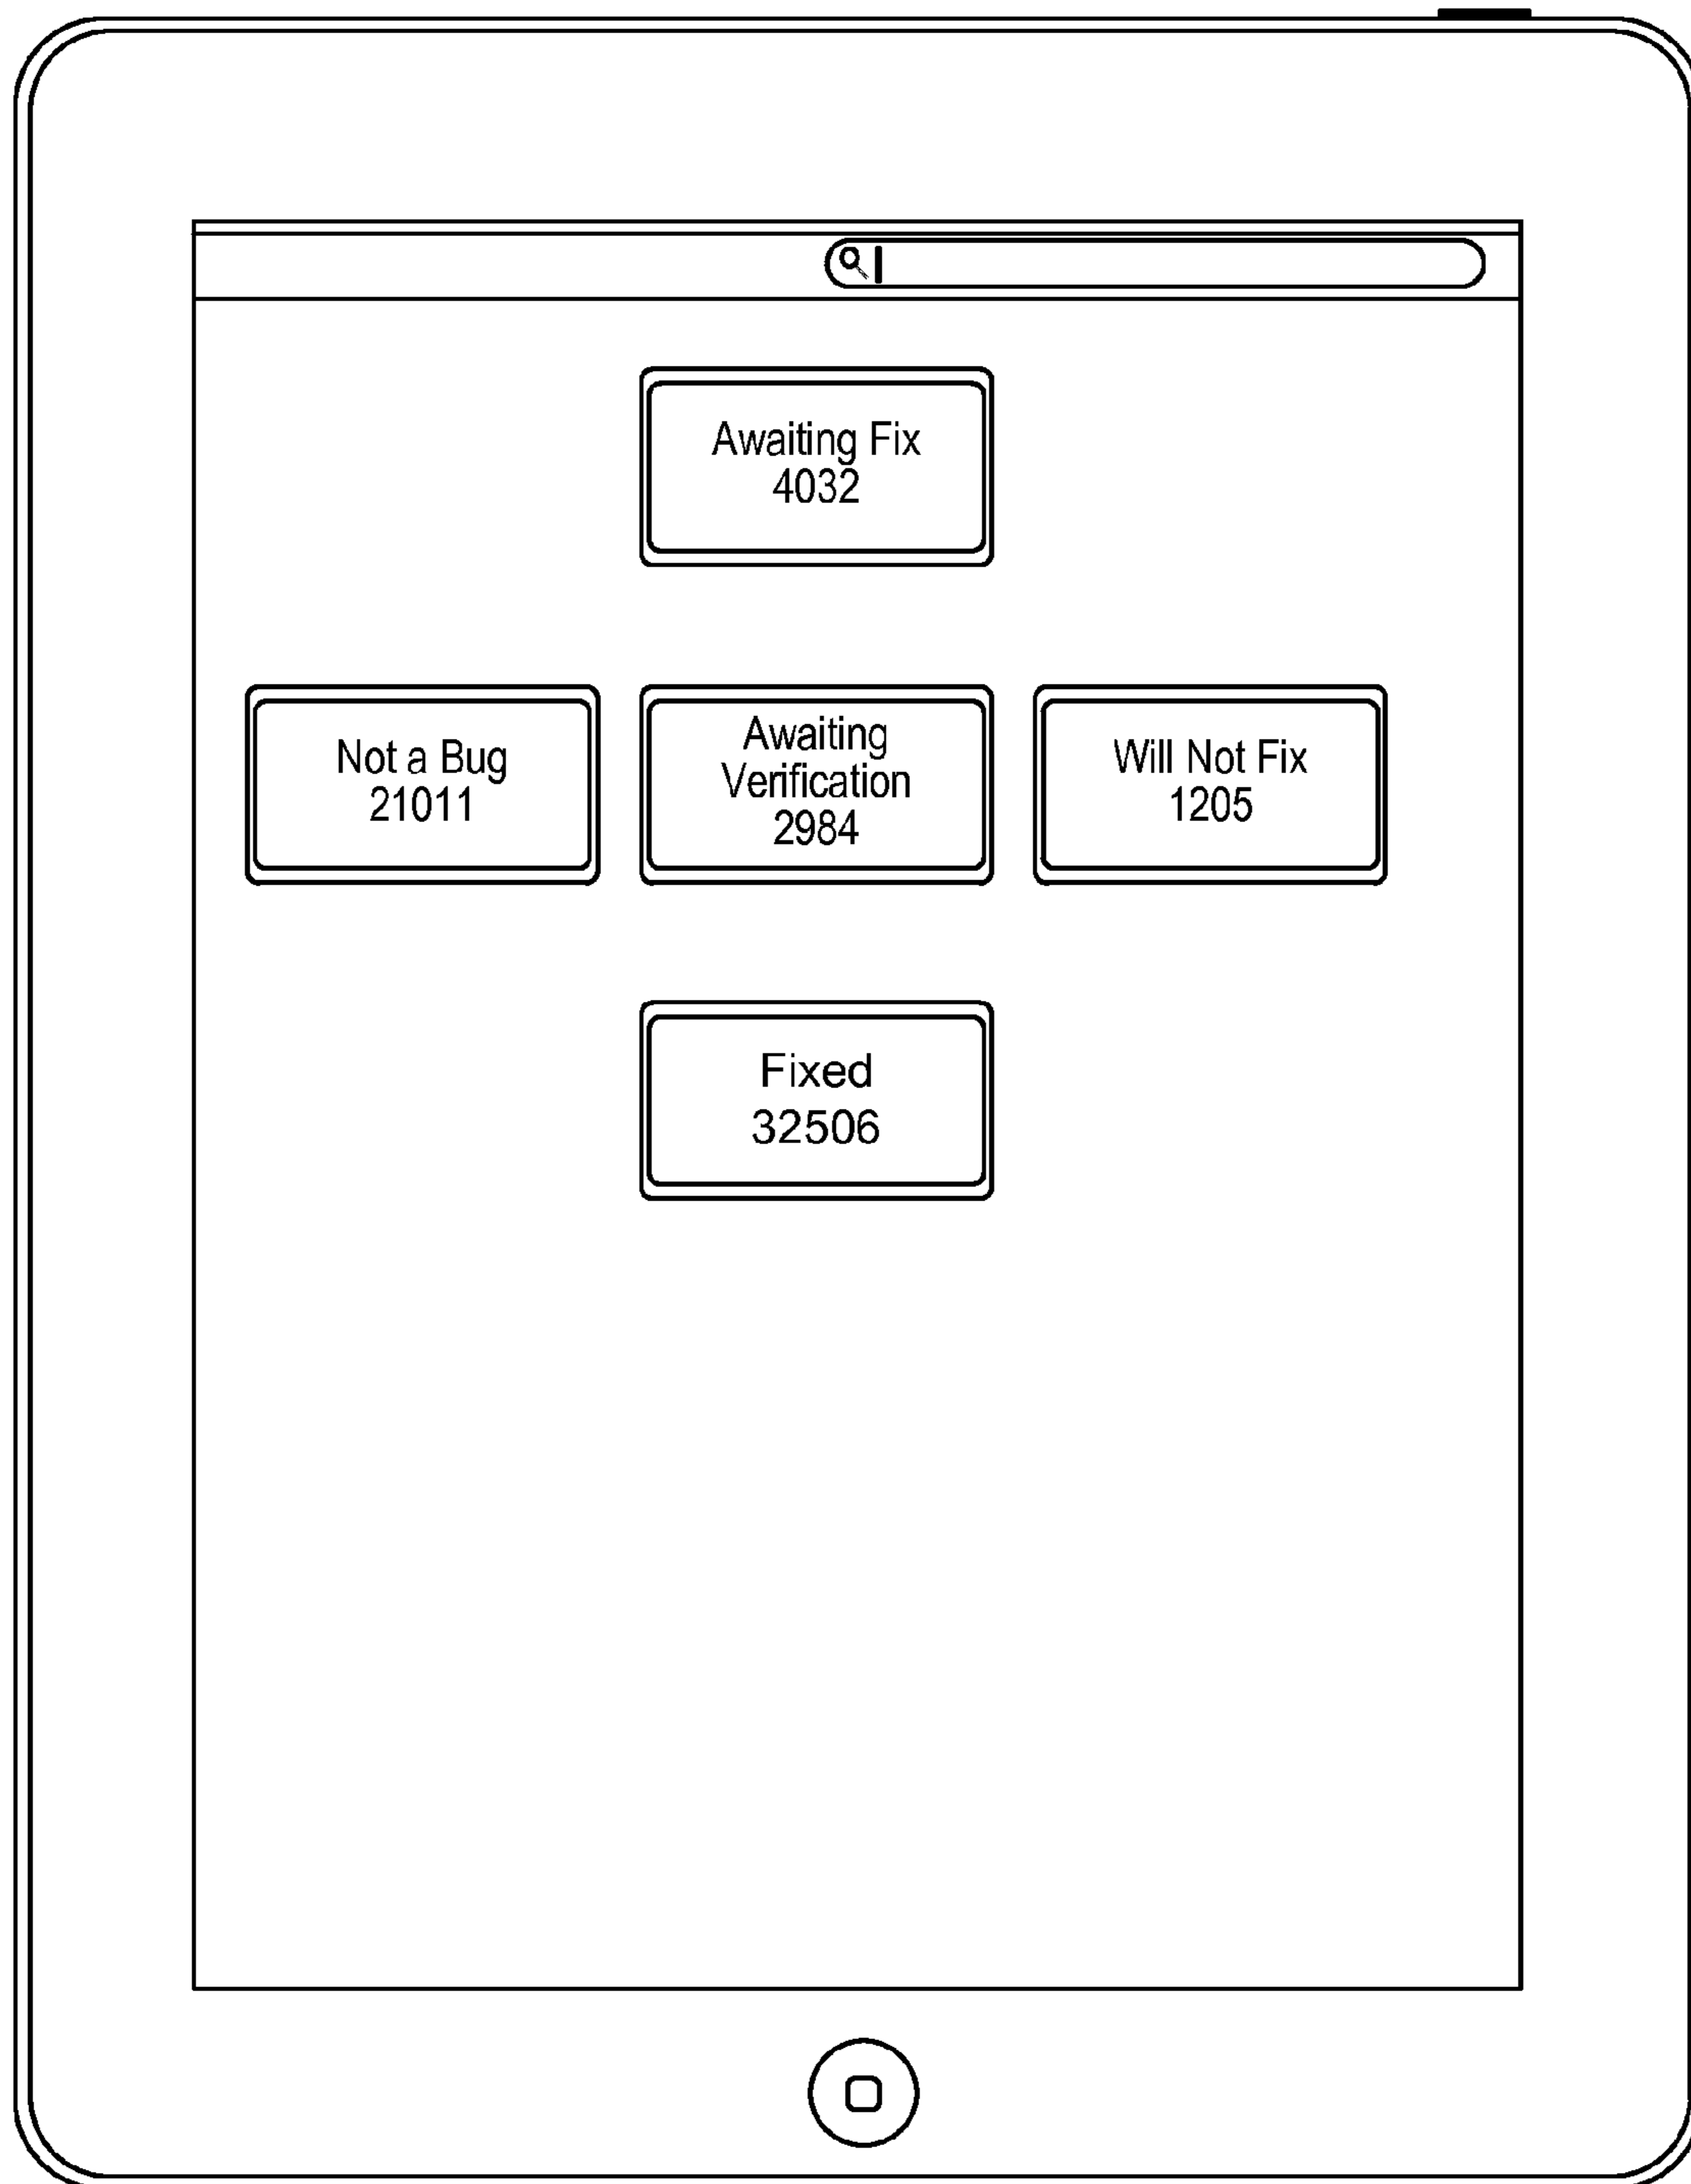 Awaiting Fix
4032
Not a Bug
21011
Awaiting
Verification
2984
Will Not Fix
1205
Fixed
32506